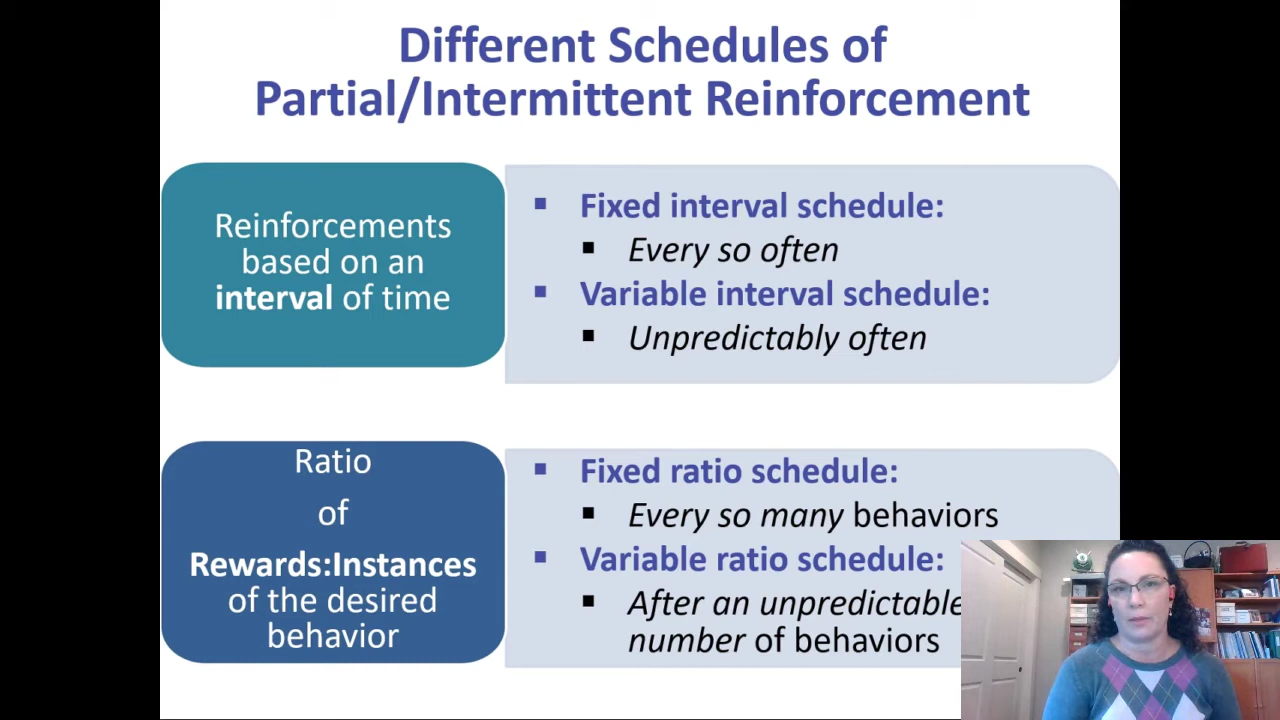 Different Schedules of
Partial/Intermittent Reinforcement
Reinforcements
based on an
interval of time
Fixed interval schedule:
Every so often
Variable interval schedule:
Unpredictably often
Ratio
of
Rewards:Instances
of the desired
behavior
Fixed ratio schedule:
Every so many behaviors
Variable ratio schedule:
After an unpredictable
number of behaviors